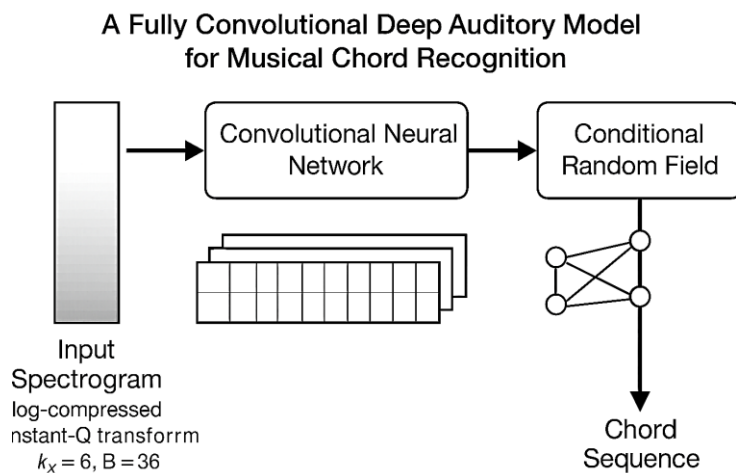 A Fully Convolutional Deep Auditory Model
for Musical Chord Recognition
Convolutional Neural
Network
Conditional
Random Field
Input
Spectrogram
log-compressed
nstant-Q transforrm
kₓ = 6, B = 36
Chord
Sequence